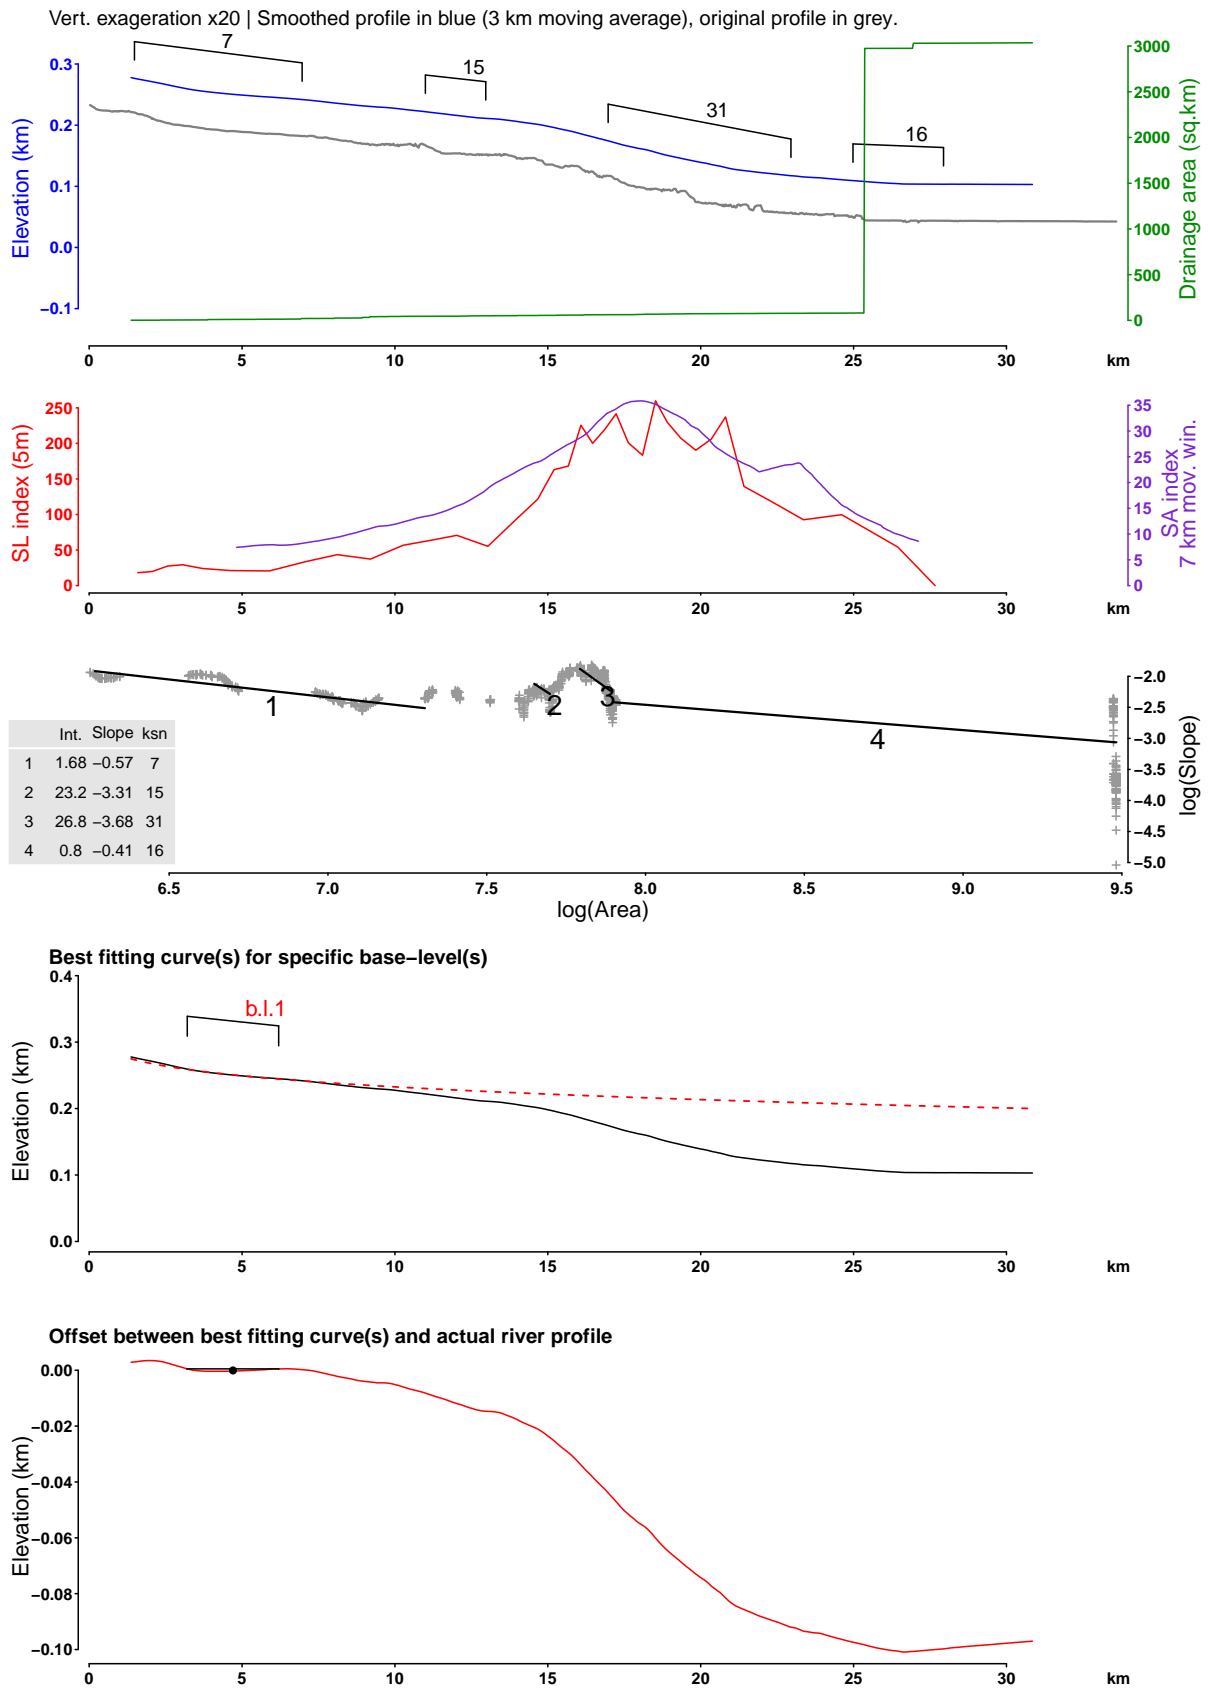 Vert. exageration x20 | Smoothed profile in blue (3 km moving average), original profile in grey.
7
15
31
16
0.3
0.2
0.1
0.0
−0.1
Elevation (km)
3000
2500
2000
1500
1000
500
0
Drainage area (sq.km)
0 5 10 15 20 25 30 km
250
200
150
100
50
0
SL index (5m)
35
30
25
20
15
10
5
0
SA index
7 km mov. win.
0 5 10 15 20 25 30 km
1
2
3
4
−2.0
−2.5
−3.0
−3.5
−4.0
−4.5
−5.0
log(Slope)
Int. Slope ksn
1 1.68 −0.57 7
2 23.2 −3.31 15
3 26.8 −3.68 31
4 0.8 −0.41 16
6.5 7.0 7.5 8.0 8.5 9.0 9.5
log(Area)
Best fitting curve(s) for specific base−level(s)
b.l.1
0.4
0.3
0.2
0.1
0.0
Elevation (km)
0 5 10 15 20 25 30 km
Offset between best fitting curve(s) and actual river profile
0.00
−0.02
−0.04
−0.06
−0.08
−0.10
Elevation (km)
0 5 10 15 20 25 30 km